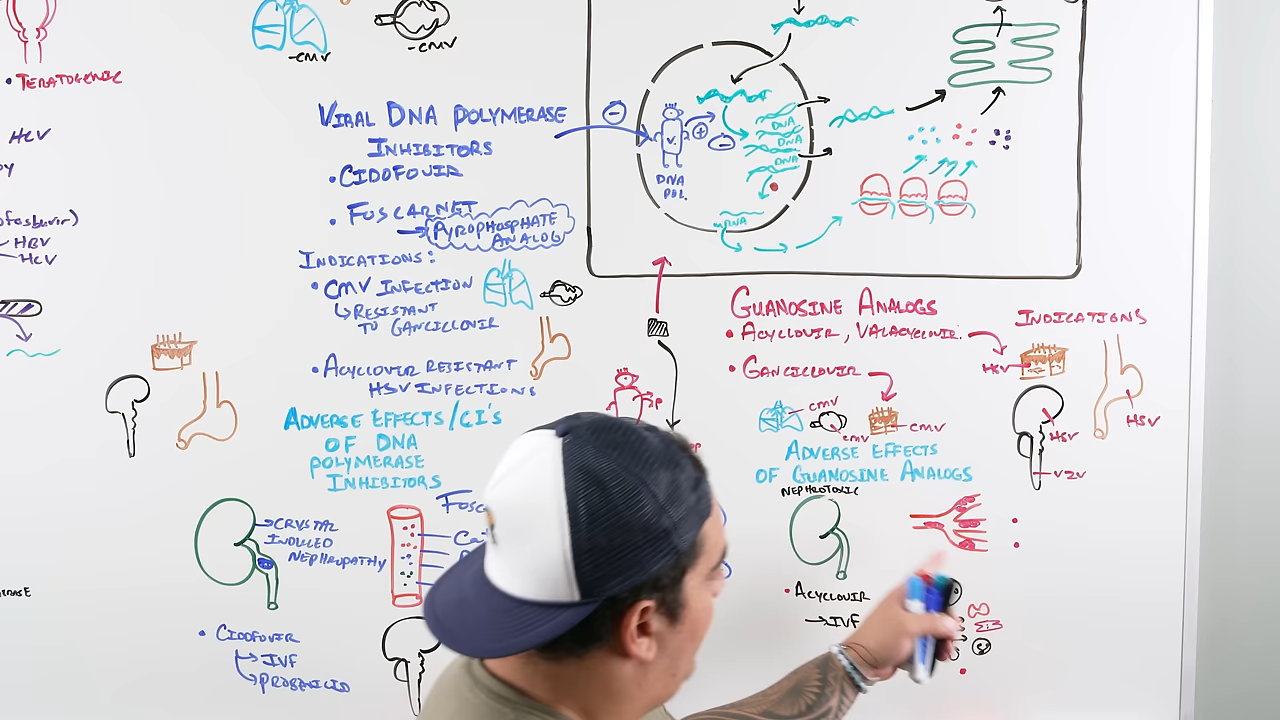 TERATOGENIC
HCV
-CMV
-CMV
HBV
HCV
VIRAL DNA POLYMERASE
INHIBITORS
• CIDOFOVIR
• FOSCARNET
→ PYROPHOSPHATE
ANALOG
INDICATIONS:
• CMV INFECTION
↳ RESISTANT
TO GANCICLOVIR
• ACYCLOVIR RESISTANT
HSV INFECTIONS
ADVERSE EFFECTS/CI'S
OF DNA
POLYMERASE
INHIBITORS
→ CRYSTAL
INDUCED
NEPHROPATHY
• CIDOFOVIR
→ IVF
→ PROBENICID
V.
DNA
POL.
+
-
-
DNA
DNA
DNA
mRNA
GUANOSINE ANALOGS
• ACYCLOVIR, VALACYCLOVIR.
• GANCICLOVIR
CMV
CMV
CMV
INDICATIONS
HSV
HSV
HSV
VZV
ADVERSE EFFECTS
OF GUANOSINE ANALOGS
NEPHROTOXIC
• ACYCLOVIR
→ IVF